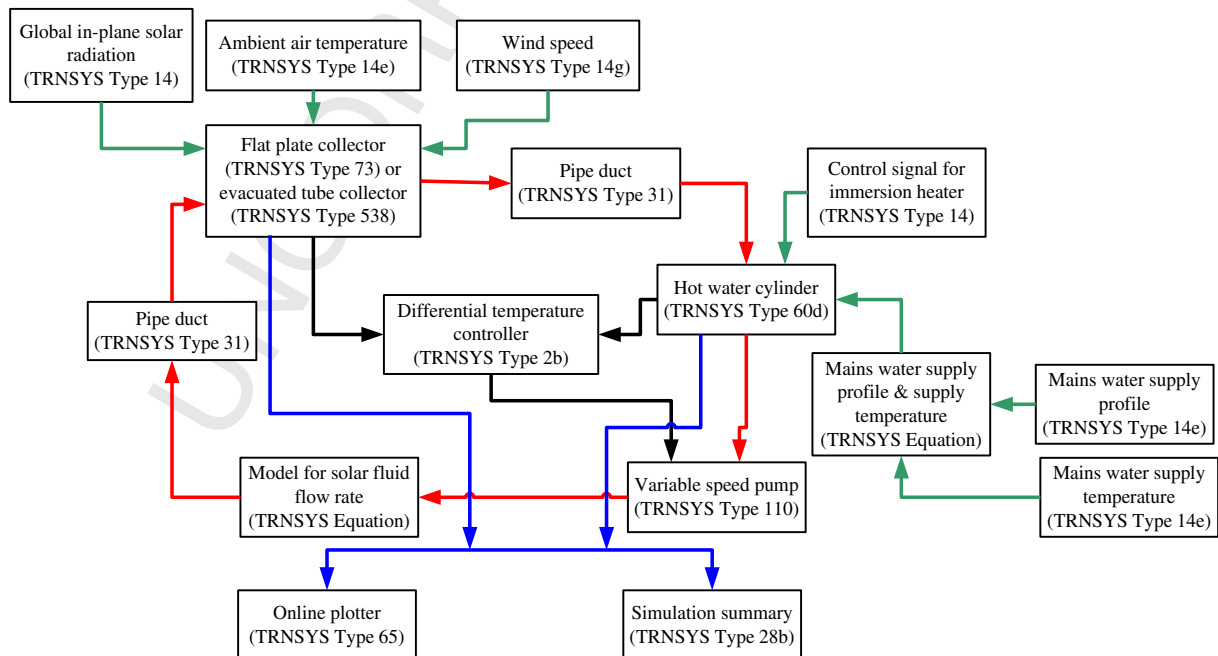 Global in-plane solar
radiation
(TRNSYS Type 14)
Ambient air temperature
(TRNSYS Type 14e)
Wind speed
(TRNSYS Type 14g)
Flat plate collector
(TRNSYS Type 73) or
evacuated tube collector
(TRNSYS Type 538)
Pipe duct
(TRNSYS Type 31)
Control signal for
immersion heater
(TRNSYS Type 14)
Hot water cylinder
(TRNSYS Type 60d)
Pipe duct
(TRNSYS Type 31)
Differential temperature
controller
(TRNSYS Type 2b)
Mains water supply
profile & supply
temperature
(TRNSYS Equation)
Mains water supply
profile
(TRNSYS Type 14e)
Model for solar fluid
flow rate
(TRNSYS Equation)
Variable speed pump
(TRNSYS Type 110)
Mains water supply
temperature
(TRNSYS Type 14e)
Online plotter
(TRNSYS Type 65)
Simulation summary
(TRNSYS Type 28b)